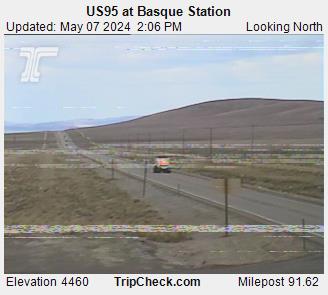 US95 at Basque Station
Updated: May 07 2024 2:06 PM Looking North
Elevation 4460 TripCheck.com Milepost 91.62